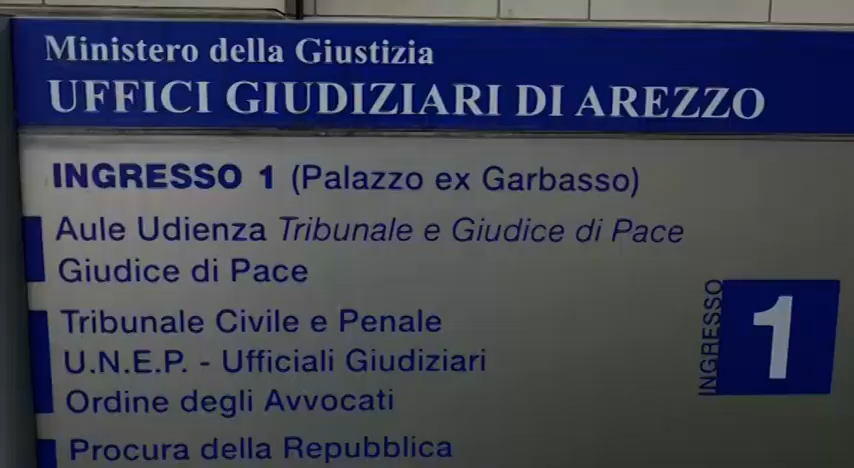 Ministero della Giustizia
UFFICI GIUDIZIARI DI AREZZO
INGRESSO 1 (Palazzo ex Garbasso)
Aule Udienza Tribunale e Giudice di Pace
Giudice di Pace
Tribunale Civile e Penale
U.N.E.P. - Ufficiali Giudiziari
Ordine degli Avvocati
Procura della Repubblica
INGRESSO
1